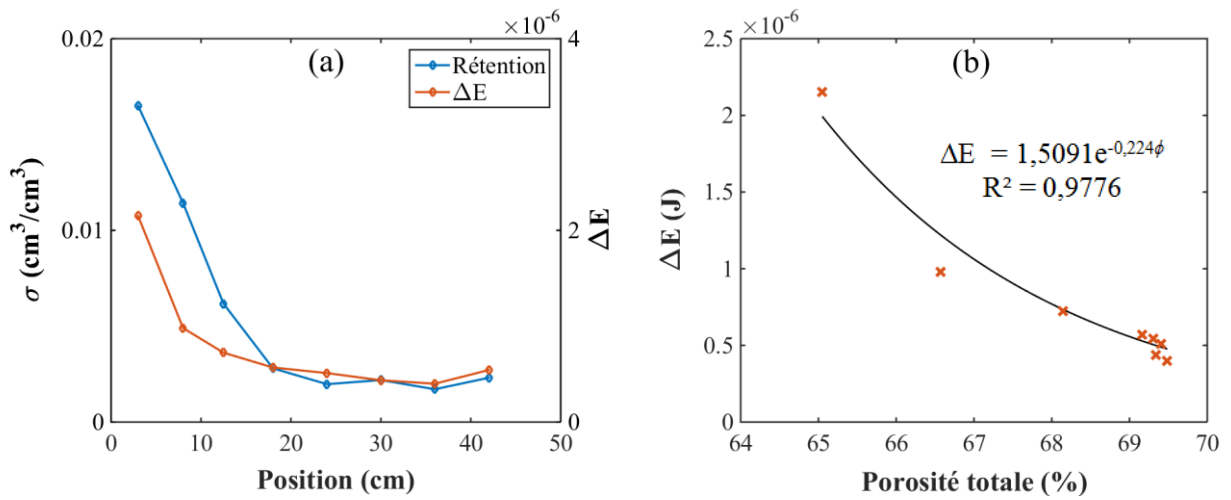 (a)
×10⁻⁶
0.02
0.01
0
4
2
0
Rétention
ΔE
σ (cm³/cm³)
ΔE
0 10 20 30 40 50
Position (cm)
(b)
×10⁻⁶
2.5
2
1.5
1
0.5
0
ΔE (J)
ΔE = 1,5091e⁻⁰,²²⁴ᶲ
R² = 0,9776
64 65 66 67 68 69 70
Porosité totale (%)